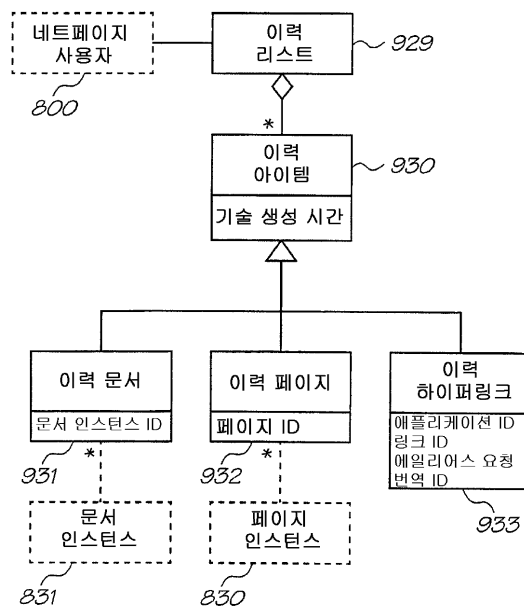 네트페이지
사용자
800
이력
리스트
929
*
이력
아이템
930
기술 생성 시간
이력 문서
문서 인스턴스 ID
931
*
이력 페이지
페이지 ID
932
*
이력
하이퍼링크
애플리케이션 ID
링크 ID
에일리어스 요청
번역 ID
933
문서
인스턴스
831
페이지
인스턴스
830